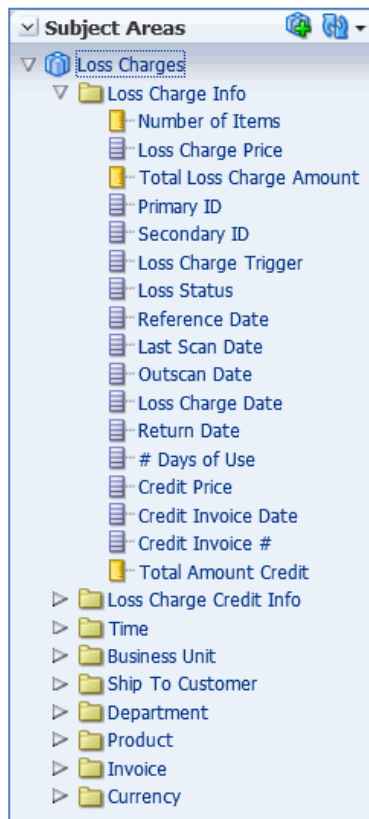 Subject Areas
Loss Charges
Loss Charge Info
Number of Items
Loss Charge Price
Total Loss Charge Amount
Primary ID
Secondary ID
Loss Charge Trigger
Loss Status
Reference Date
Last Scan Date
Outscan Date
Loss Charge Date
Return Date
# Days of Use
Credit Price
Credit Invoice Date
Credit Invoice #
Total Amount Credit
Loss Charge Credit Info
Time
Business Unit
Ship To Customer
Department
Product
Invoice
Currency